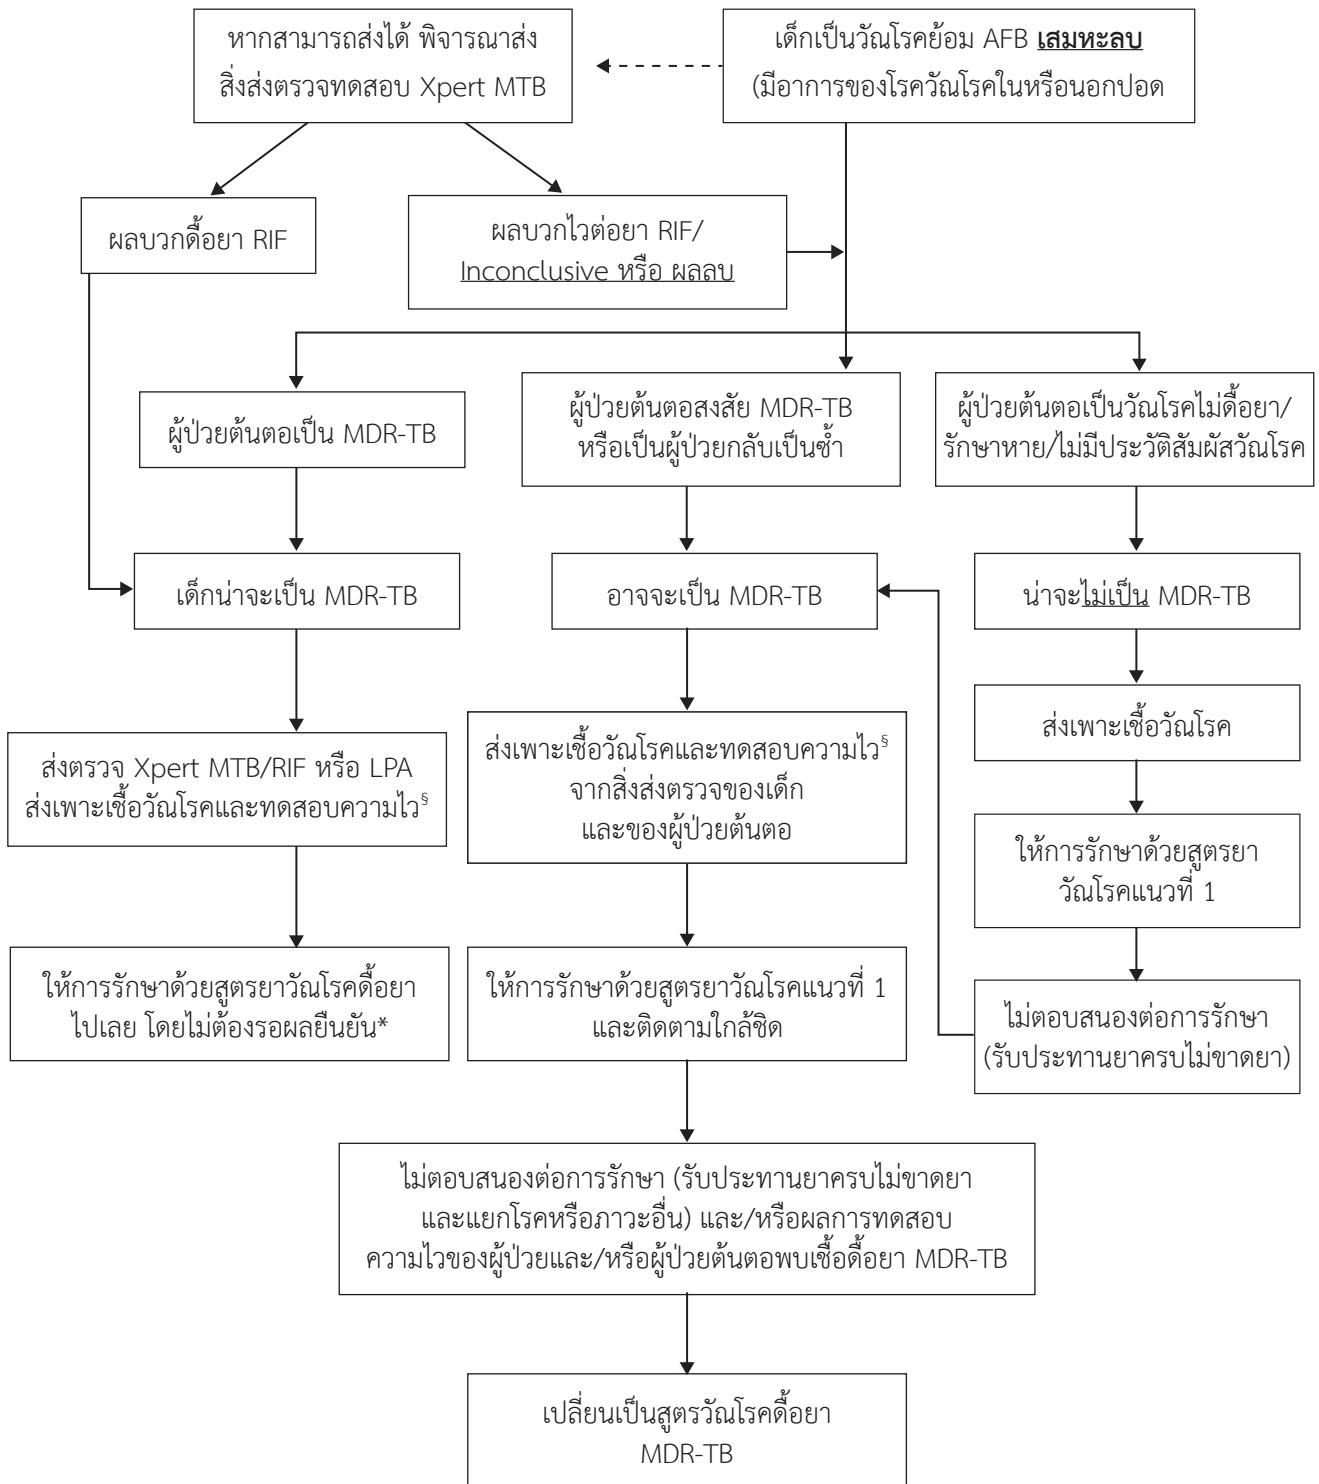 หากสามารถส่งได้ พิจารณาส่ง
สิ่งส่งตรวจทดสอบ Xpert MTB
เด็กเป็นวัณโรคย้อม AFB เสมหะลบ
(มีอาการของโรควัณโรคในหรือนอกปอด
ผลบวกดื้อยา RIF
ผลบวกไวต่อยา RIF/
Inconclusive หรือ ผลลบ
ผู้ป่วยต้นตอเป็น MDR-TB
ผู้ป่วยต้นตอสงสัย MDR-TB
หรือเป็นผู้ป่วยกลับเป็นซ้ำ
ผู้ป่วยต้นตอเป็นวัณโรคไม่ดื้อยา/
รักษาหาย/ไม่มีประวัติสัมผัสวัณโรค
เด็กน่าจะเป็น MDR-TB
อาจจะเป็น MDR-TB
น่าจะไม่เป็น MDR-TB
ส่งตรวจ Xpert MTB/RIF หรือ LPA
ส่งเพาะเชื้อวัณโรคและทดสอบความไว§
ส่งเพาะเชื้อวัณโรคและทดสอบความไว§
จากสิ่งส่งตรวจของเด็ก
และของผู้ป่วยต้นตอ
ส่งเพาะเชื้อวัณโรค
ให้การรักษาด้วยสูตรยา
วัณโรคแนวที่ 1
ให้การรักษาด้วยสูตรยาวัณโรคดื้อยา
ไปเลย โดยไม่ต้องรอผลยืนยัน*
ให้การรักษาด้วยสูตรยาวัณโรคแนวที่ 1
และติดตามใกล้ชิด
ไม่ตอบสนองต่อการรักษา
(รับประทานยาครบไม่ขาดยา)
ไม่ตอบสนองต่อการรักษา (รับประทานยาครบไม่ขาดยา
และแยกโรคหรือภาวะอื่น) และ/หรือผลการทดสอบ
ความไวของผู้ป่วยและ/หรือผู้ป่วยต้นตอพบเชื้อดื้อยา MDR-TB
เปลี่ยนเป็นสูตรวัณโรคดื้อยา
MDR-TB